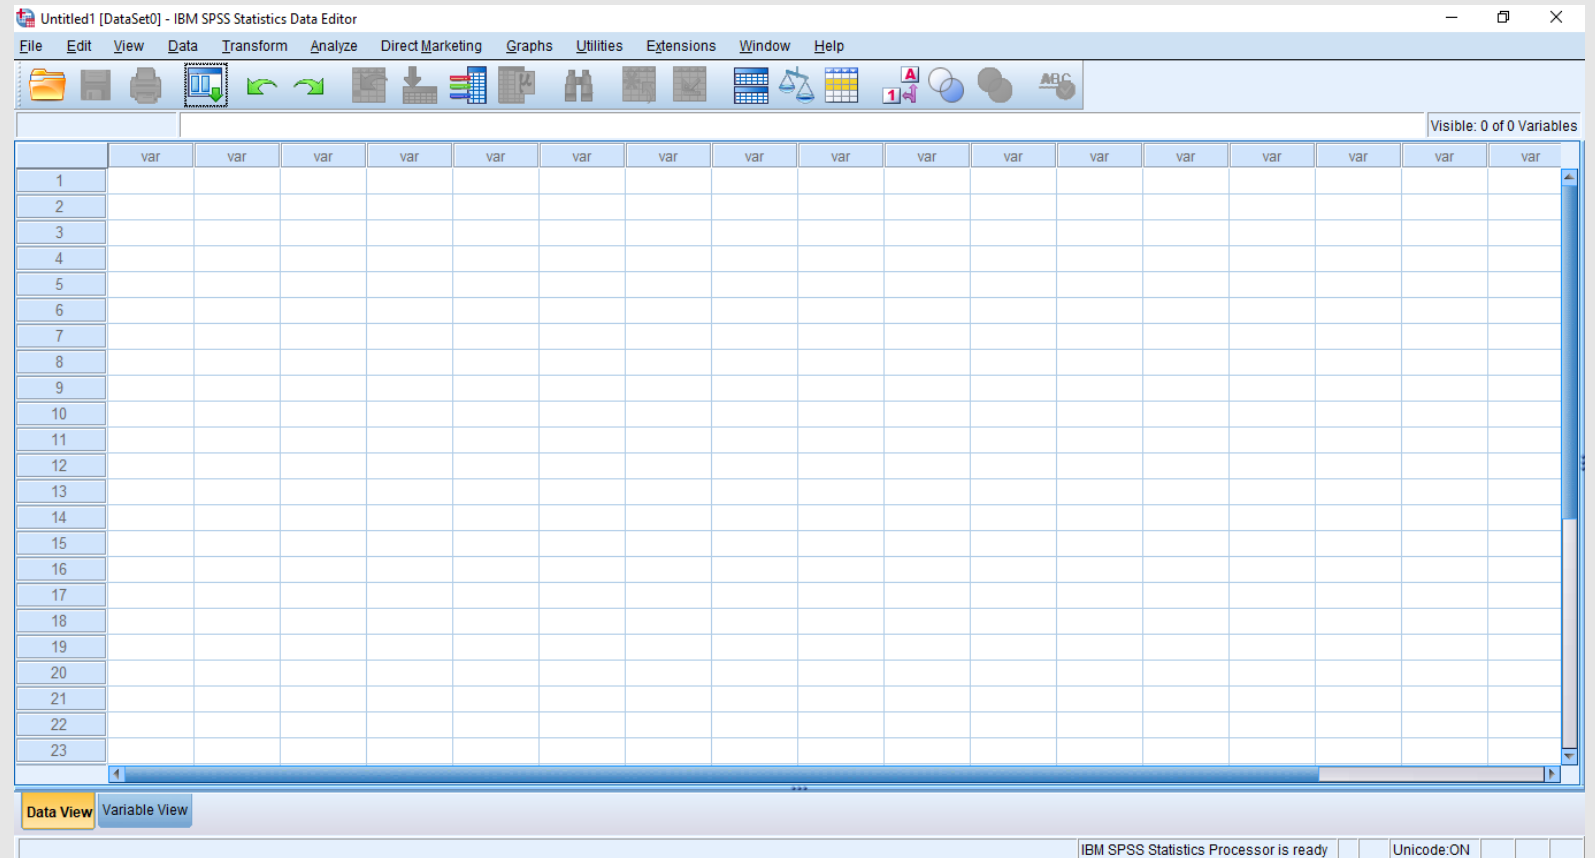 Untitled1 [DataSet0] - IBM SPSS Statistics Data Editor
File Edit View Data Transform Analyze Direct Marketing Graphs Utilities Extensions Window Help
A
1
µ
ABC
Visible: 0 of 0 Variables
var var var var var var var var var var var var var var var var var
1
2
3
4
5
6
7
8
9
10
11
12
13
14
15
16
17
18
19
20
21
22
23
Data View Variable View
IBM SPSS Statistics Processor is ready Unicode:ON